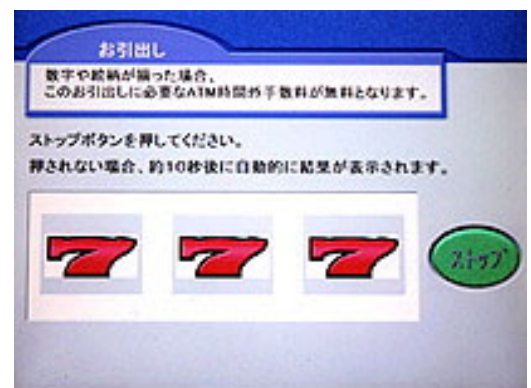 お引出し
数字や絵柄が揃った場合、
このお引出しに必要なATM時間外手数料が無料となります。
ストップボタンを押してください。
押されない場合、約10秒後に自動的に結果が表示されます。
7 7 7
ストップ